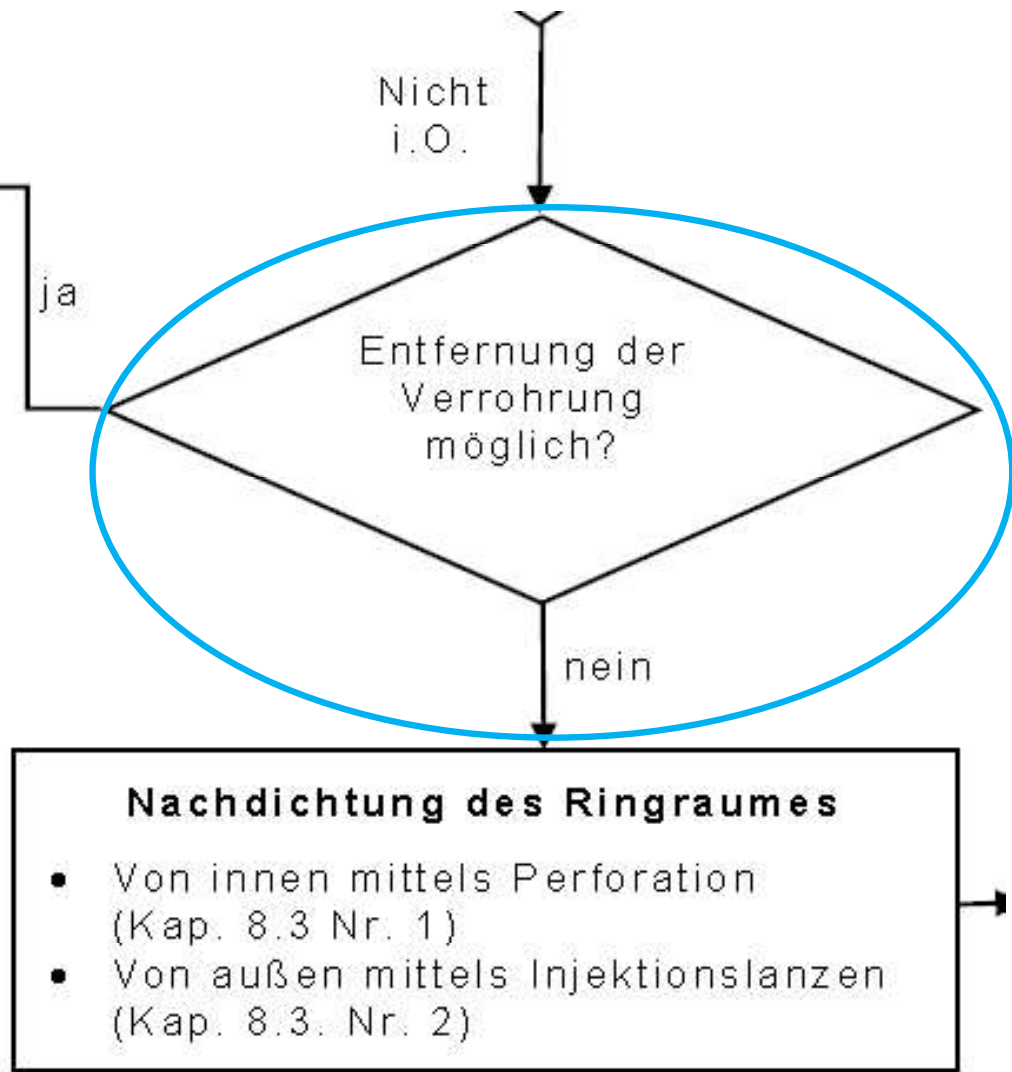 Nicht
i.O.
ja
Entfernung der
Verrohrung
möglich?
nein
Nachdichtung des Ringraumes
• Von innen mittels Perforation
(Kap. 8.3 Nr. 1)
• Von außen mittels Injektionslanzen
(Kap. 8.3. Nr. 2)